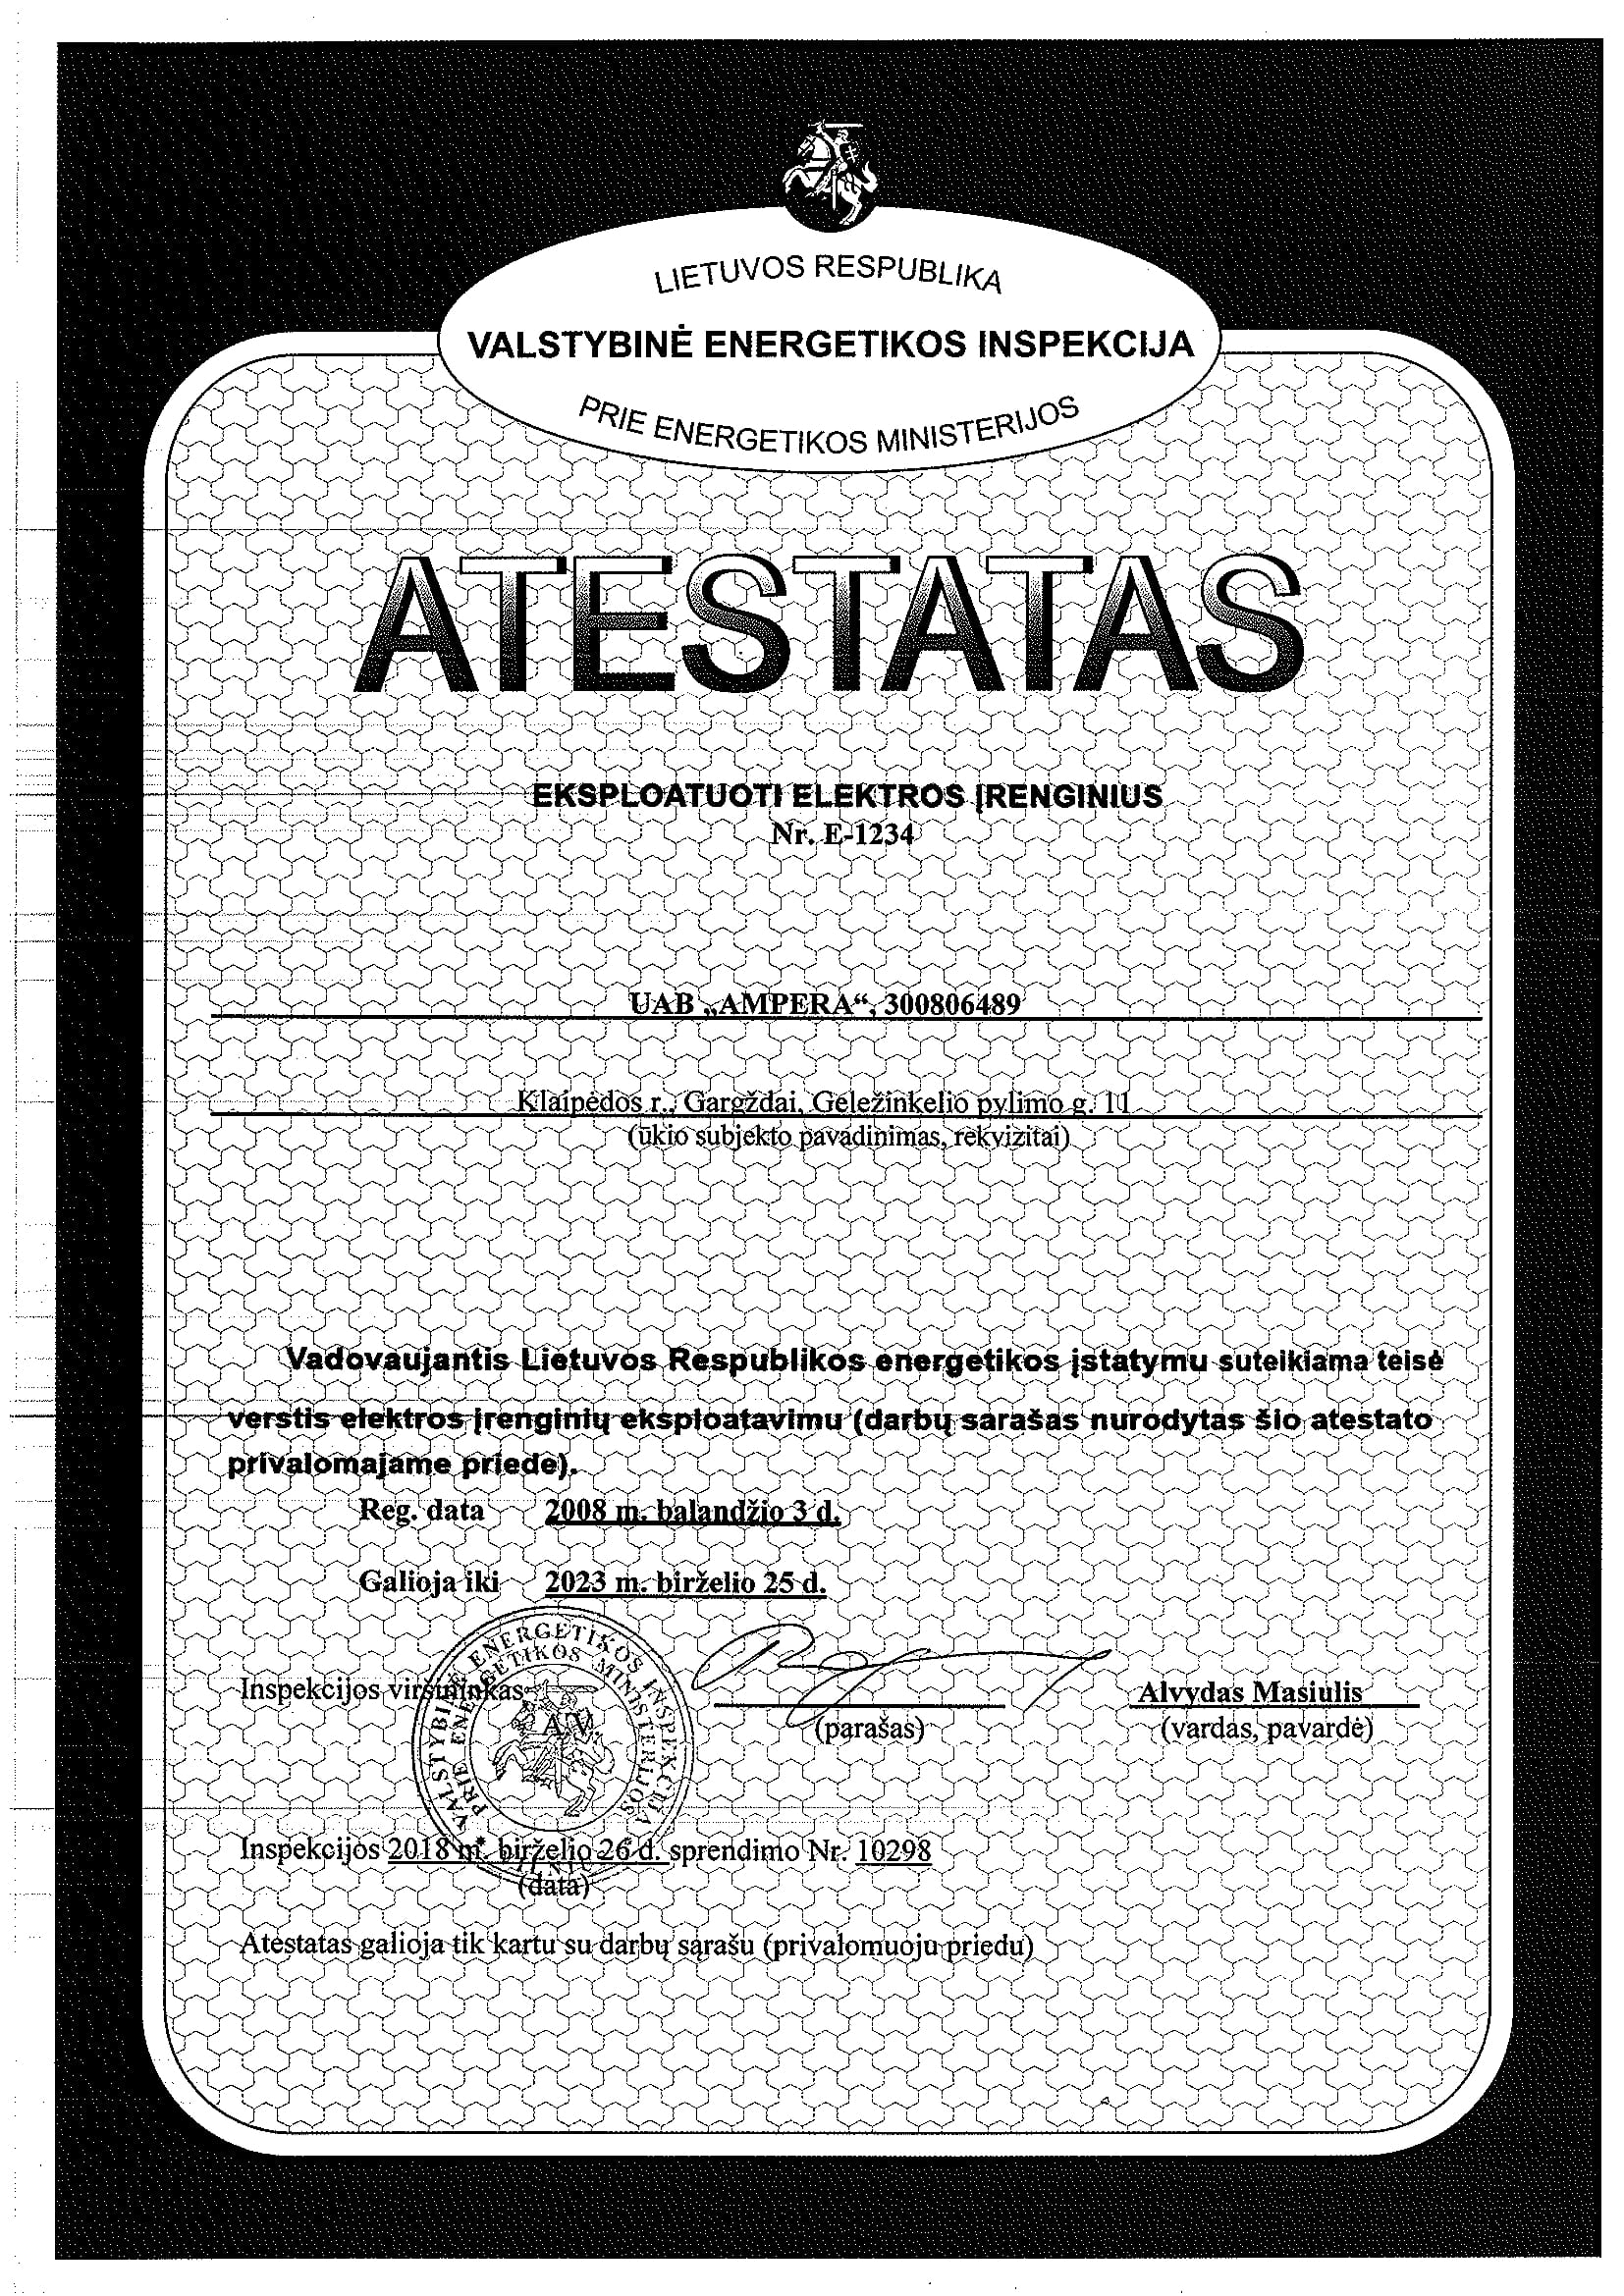 LIETUVOS RESPUBLIKA
VALSTYBINĖ ENERGETIKOS INSPEKCIJA
PRIE ENERGETIKOS MINISTERIJOS
ATESTATAS
EKSPLOATUOTI ELEKTROS ĮRENGINIUS
Nr. E-1234
UAB „AMPERA“, 300806489
Klaipėdos r., Gargždai, Geležinkelio pylimo g. 11
(ūkio subjekto pavadinimas, rekvizitai)
Vadovaujantis Lietuvos Respublikos energetikos įstatymu suteikiama teisė
verstis elektros įrenginių eksploatavimu (darbų sąrašas nurodytas šio atestato
privalomajame priede).
Reg. data 2008 m. balandžio 3 d.
Galioja iki 2023 m. birželio 25 d.
VALSTYBINĖ ENERGETIKOS INSPEKCIJA
PRIE ENERGETIKOS MINISTERIJOS
Inspekcijos viršininkas
A.V.
Alvydas Masiulis
(parašas) (vardas, pavardė)
Inspekcijos 2018 m. birželio 26 d. sprendimo Nr. 10298
(data)
Atestatas galioja tik kartu su darbų sąrašu (privalomuoju priedu)